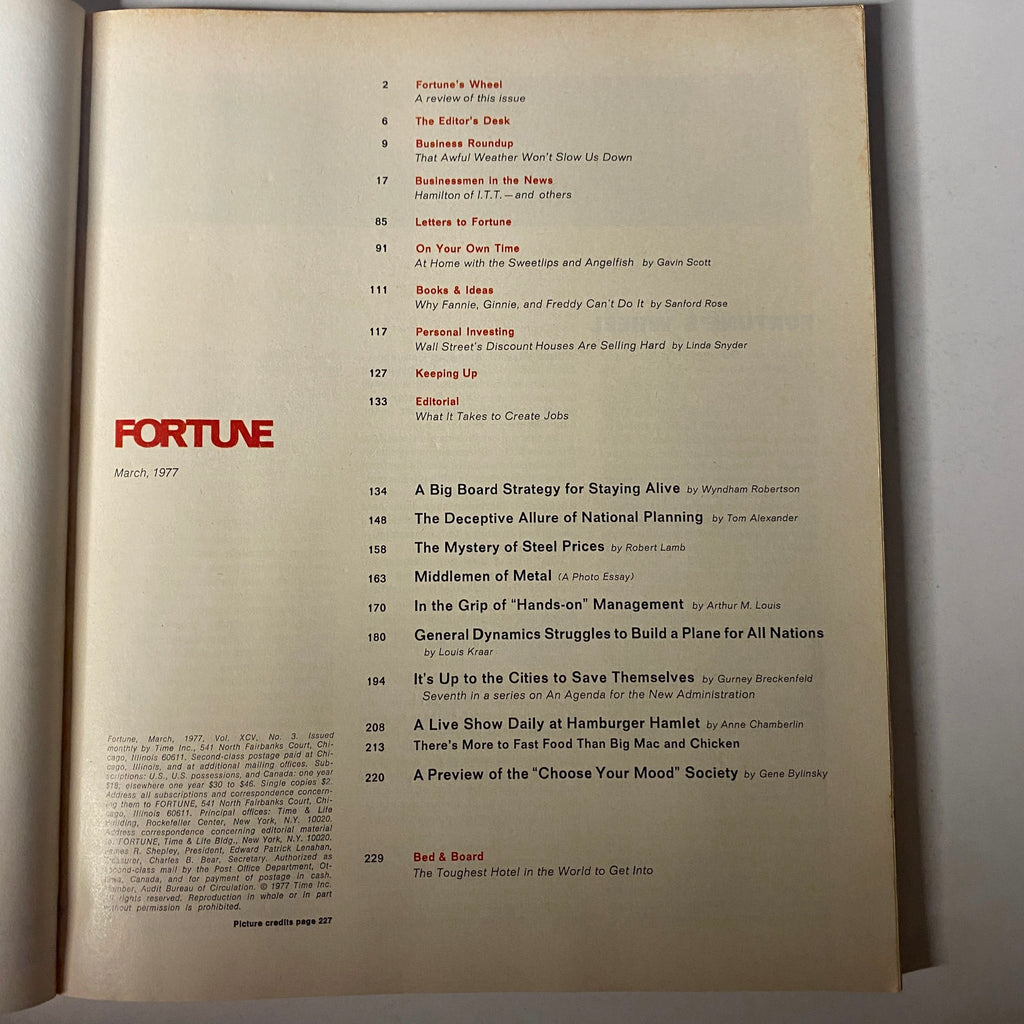 2 Fortune's Wheel
A review of this issue
6 The Editor's Desk
9 Business Roundup
That Awful Weather Won't Slow Us Down
17 Businessmen in the News
Hamilton of I.T.T.—and others
85 Letters to Fortune
91 On Your Own Time
At Home with the Sweetlips and Angelfish by Gavin Scott
111 Books & Ideas
Why Fannie, Ginnie, and Freddy Can't Do It by Sanford Rose
117 Personal Investing
Wall Street's Discount Houses Are Selling Hard by Linda Snyder
127 Keeping Up
133 Editorial
What It Takes to Create Jobs
FORTUNE
March, 1977
134 A Big Board Strategy for Staying Alive by Wyndham Robertson
148 The Deceptive Allure of National Planning by Tom Alexander
158 The Mystery of Steel Prices by Robert Lamb
163 Middlemen of Metal (A Photo Essay)
170 In the Grip of “Hands-on” Management by Arthur M. Louis
180 General Dynamics Struggles to Build a Plane for All Nations
by Louis Kraar
194 It's Up to the Cities to Save Themselves by Gurney Breckenfeld
Seventh in a series on An Agenda for the New Administration
208 A Live Show Daily at Hamburger Hamlet by Anne Chamberlin
213 There's More to Fast Food Than Big Mac and Chicken
220 A Preview of the “Choose Your Mood” Society by Gene Bylinsky
229 Bed & Board
The Toughest Hotel in the World to Get Into
Fortune, March, 1977, Vol. XCV, No. 3. Issued
monthly by Time Inc., 541 North Fairbanks Court, Chi-
cago, Illinois 60611. Second-class postage paid at Chi-
cago, Illinois, and at additional mailing offices. Sub-
scriptions: U.S., U.S. possessions, and Canada: one year
$18; elsewhere one year $30 to $46. Single copies $2.
Address all subscriptions and correspondence concern-
ing them to FORTUNE, 541 North Fairbanks Court, Chi-
cago, Illinois 60611. Principal offices: Time & Life
Building, Rockefeller Center, New York, N.Y. 10020.
Address correspondence concerning editorial material
to FORTUNE, Time & Life Bldg., New York, N.Y. 10020.
James R. Shepley, President, Edward Patrick Lenahan,
Treasurer, Charles B. Bear, Secretary. Authorized as
second-class mail by the Post Office Department, Ot-
tawa, Canada, and for payment of postage in cash.
Member, Audit Bureau of Circulation. © 1977 Time Inc.
All rights reserved. Reproduction in whole or in part
without permission is prohibited.
Picture credits page 227